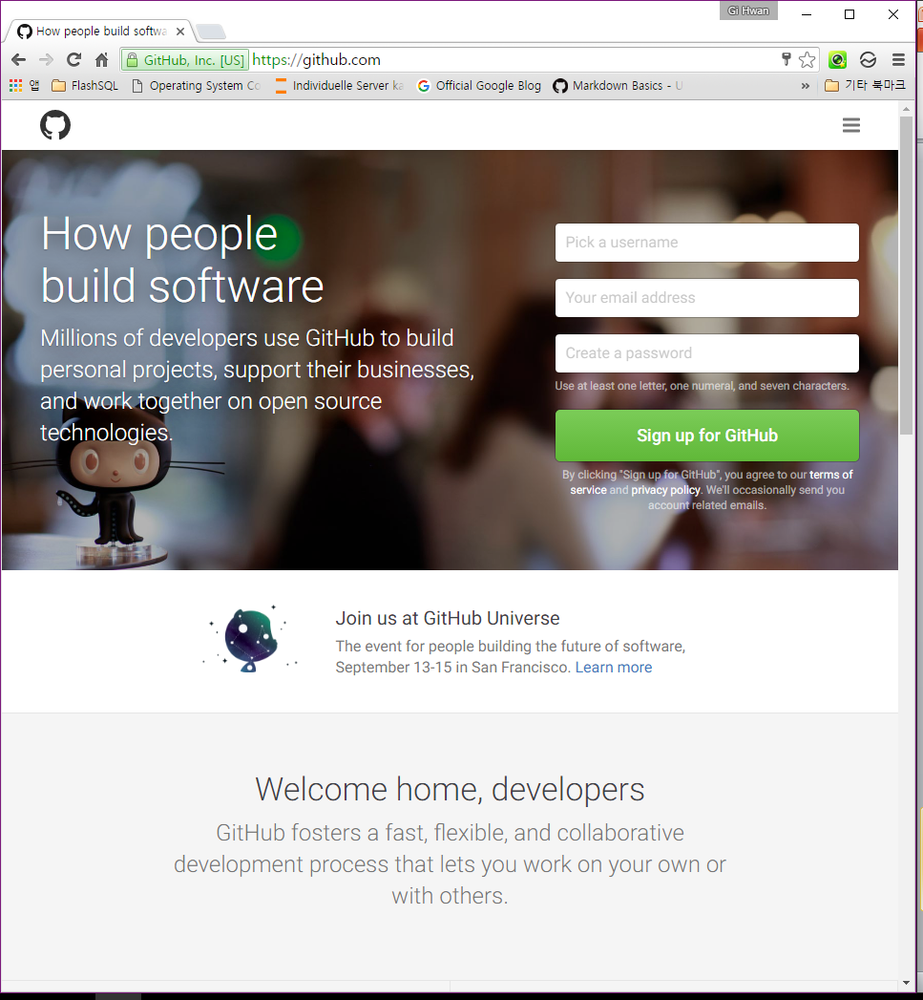 Gi Hwan
How people build softwa
GitHub, Inc. [US] https://github.com
앱 FlashSQL Operating System Co Individuelle Server ka Official Google Blog Markdown Basics - U » 기타 북마크
How people
build software
Millions of developers use GitHub to build
personal projects, support their businesses,
and work together on open source
technologies.
Pick a username
Your email address
Create a password
Use at least one letter, one numeral, and seven characters.
Sign up for GitHub
By clicking "Sign up for GitHub", you agree to our terms of
service and privacy policy. We'll occasionally send you
account related emails.
Join us at GitHub Universe
The event for people building the future of software,
September 13-15 in San Francisco. Learn more
Welcome home, developers
GitHub fosters a fast, flexible, and collaborative
development process that lets you work on your own or
with others.